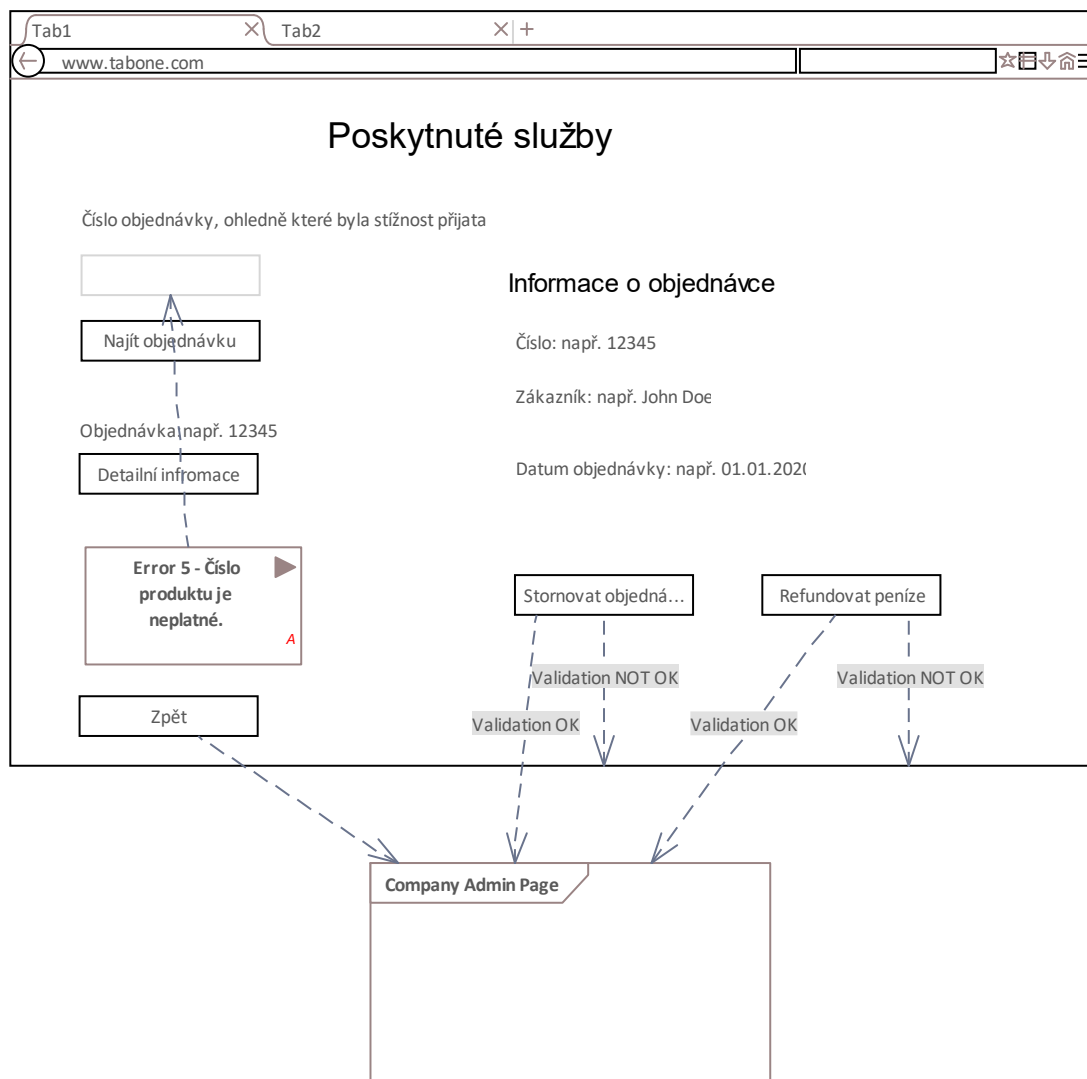 Tab1
Tab2
www.tabone.com
Poskytnuté služby
Číslo objednávky, ohledně které byla stížnost přijata
Najít objednávku
Objednávka např. 12345
Detailní infromace
Error 5 - Číslo
produktu je
neplatné.
A
Zpět
Informace o objednávce
Číslo: např. 12345
Zákazník: např. John Doe
Datum objednávky: např. 01.01.2020
Stornovat objedná...
Refundovat peníze
Validation NOT OK
Validation NOT OK
Validation OK
Validation OK
Company Admin Page